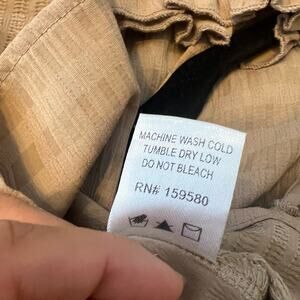 MACHINE WASH COLD
TUMBLE DRY LOW
DO NOT BLEACH
RN# 159580